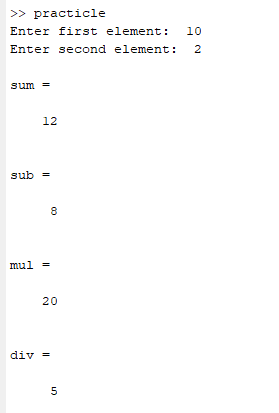 >> practicle
Enter first element:  10
Enter second element:  2
sum =
12
sub =
8
mul =
20
div =
5